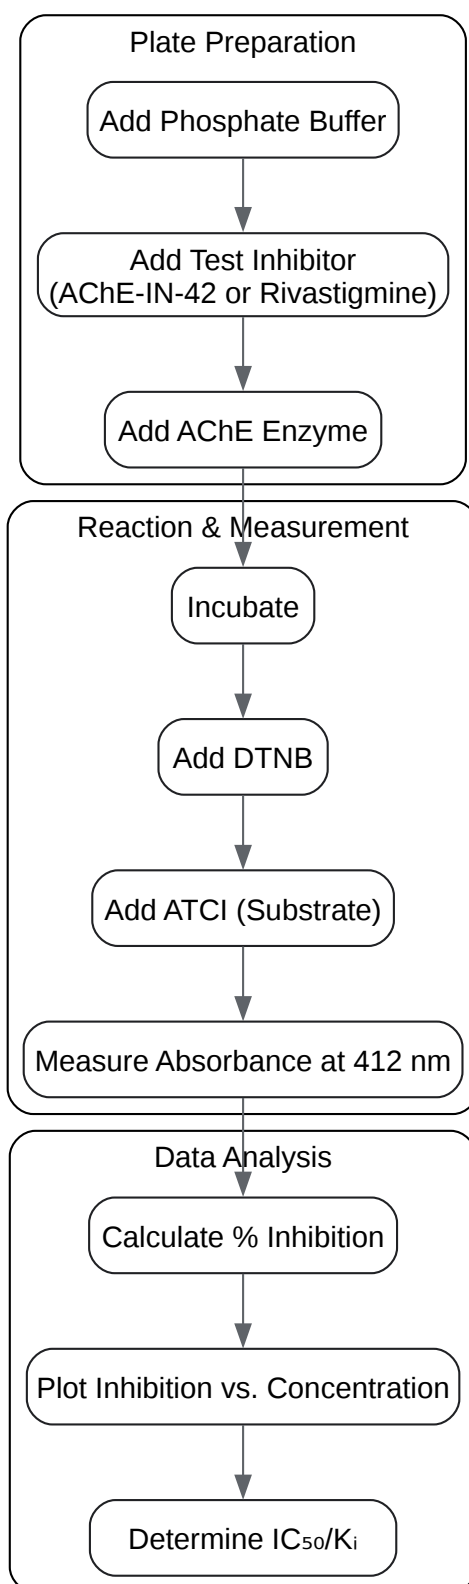 Plate Preparation
Add Phosphate Buffer
Add Test Inhibitor
(AChE-IN-42 or Rivastigmine)
Add AChE Enzyme
Reaction & Measurement
Incubate
Add DTNB
Add ATCI (Substrate)
Measure Absorbance at 412 nm
Data Analysis
Calculate % Inhibition
Plot Inhibition vs. Concentration
Determine IC₅₀/Kᵢ